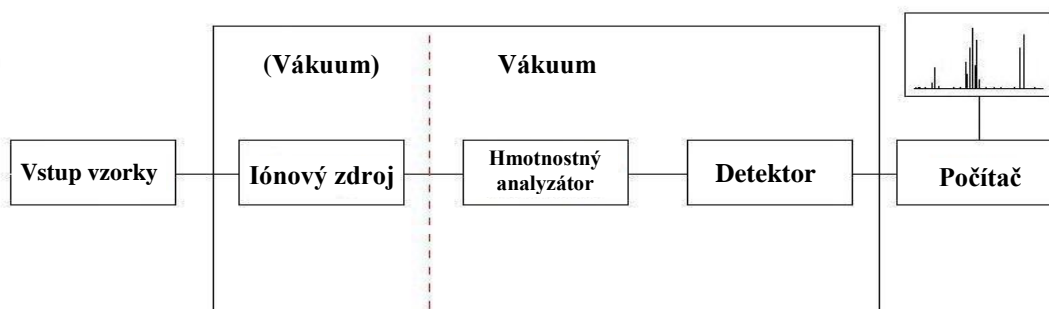 (Vákuum)
Vákuum
Vstup vzorky
Iónový zdroj
Hmotnostný
analyzátor
Detektor
Počítač